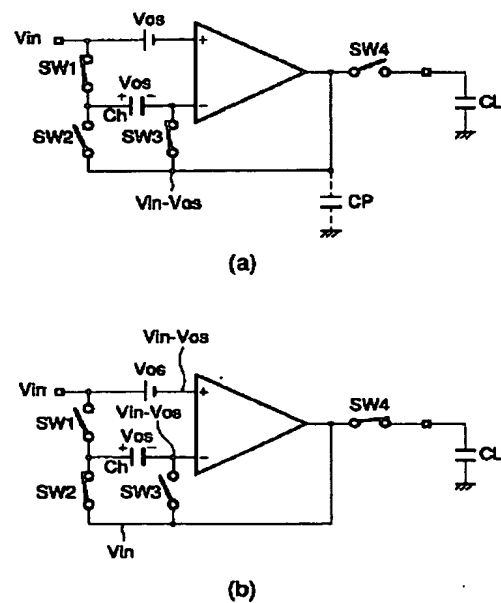 Vos
Vin
SW4
SW1
+
Vos
+ −
−
CL
Ch
SW2
SW3
Vin-Vos
CP
(a)
Vin-Vos
Vos
Vin
+
SW4
Vin-Vos
SW1
Vos
+ −
−
CL
Ch
SW2
SW3
Vin
(b)